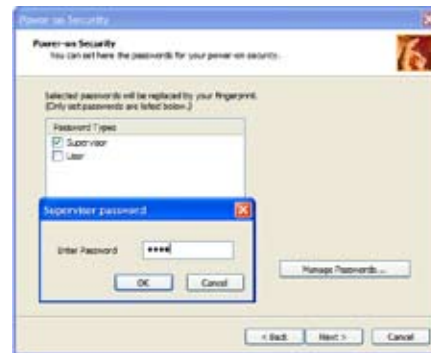 Power-on Security
Power-on Security
You can set here the passwords for your power-on security.
Selected passwords will be replaced by your fingerprint.
(Only set passwords are listed below.)
Password Types
Supervisor
User
Supervisor password
Enter Password ••••
OK Cancel
Manage Passwords...
< Back Next > Cancel